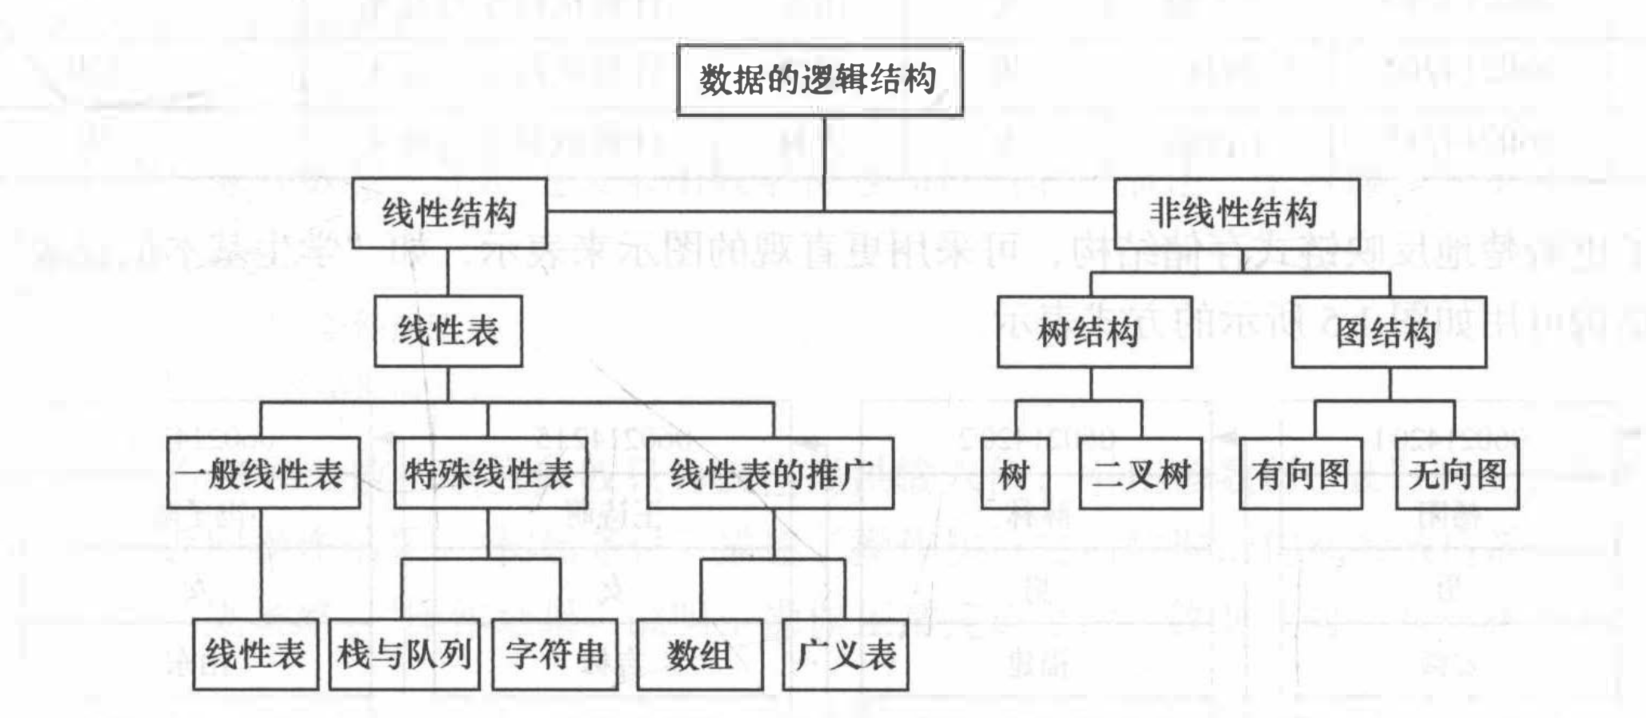 数据的逻辑结构
线性结构
非线性结构
线性表
树结构
图结构
一般线性表
特殊线性表
线性表的推广
树
二叉树
有向图
无向图
线性表
栈与队列
字符串
数组
广义表